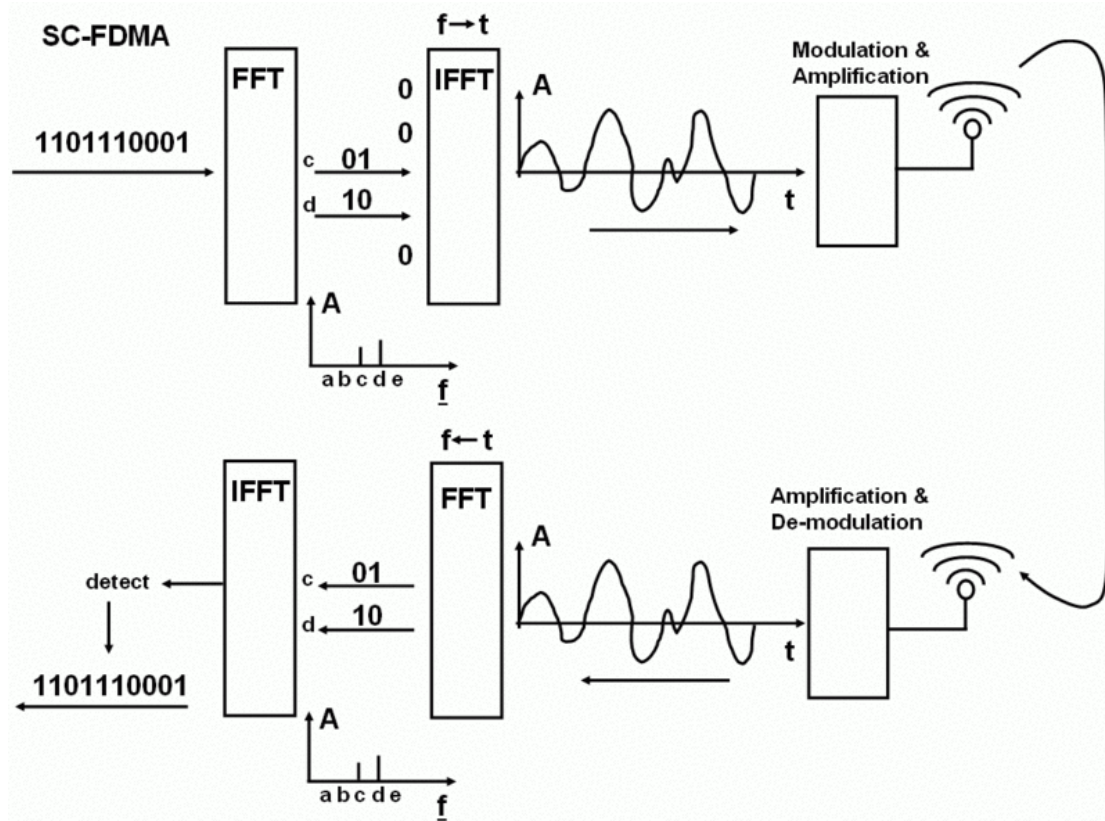 SC-FDMA
f→t
FFT
IFFT
Modulation &
Amplification
1101110001
0
0
c 01
d 10
0
A
t
A
a b c d e
f
f←t
IFFT
FFT
Amplification &
De-modulation
A
c 01
d 10
t
detect
1101110001
A
a b c d e
f